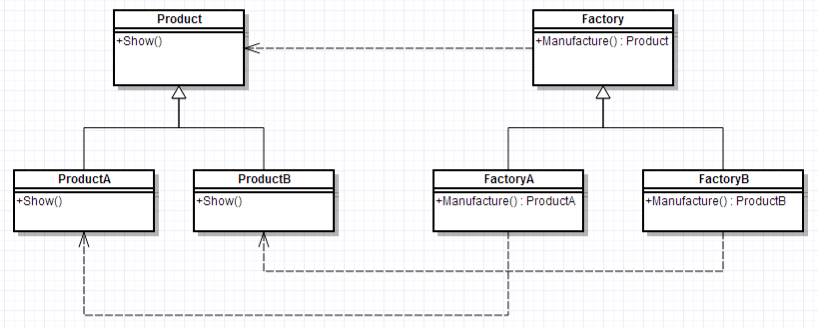 Product
+Show()
Factory
+Manufacture() : Product
ProductA
+Show()
ProductB
+Show()
FactoryA
+Manufacture() : ProductA
FactoryB
+Manufacture() : ProductB